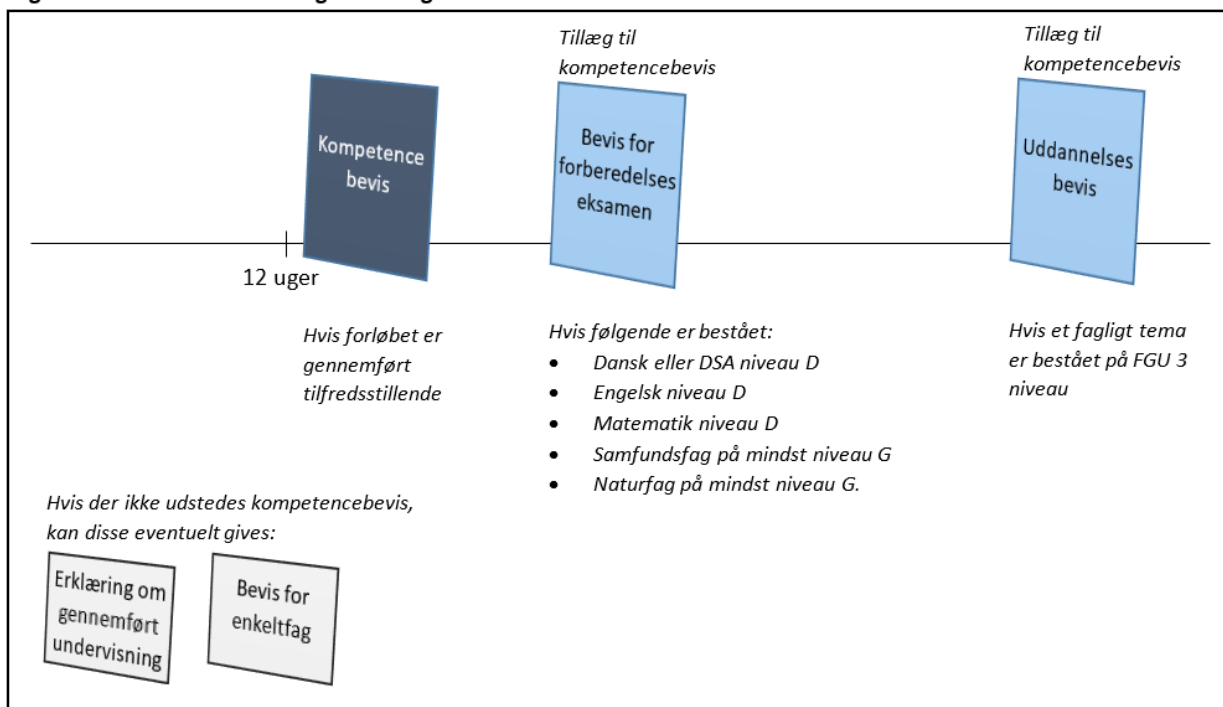 Tillæg til
kompetencebevis
Tillæg til
kompetencebevis
Kompetence
bevis
Bevis for
forberedelses
eksamen
Uddannelses
bevis
12 uger
Hvis forløbet er
gennemført
tilfredsstillende
Hvis følgende er bestået:
• Dansk eller DSA niveau D
• Engelsk niveau D
• Matematik niveau D
• Samfundsfag på mindst niveau G
• Naturfag på mindst niveau G.
Hvis et fagligt tema
er bestået på FGU 3
niveau
Hvis der ikke udstedes kompetencebevis,
kan disse eventuelt gives:
Erklæring om
gennemført
undervisning
Bevis for
enkeltfag